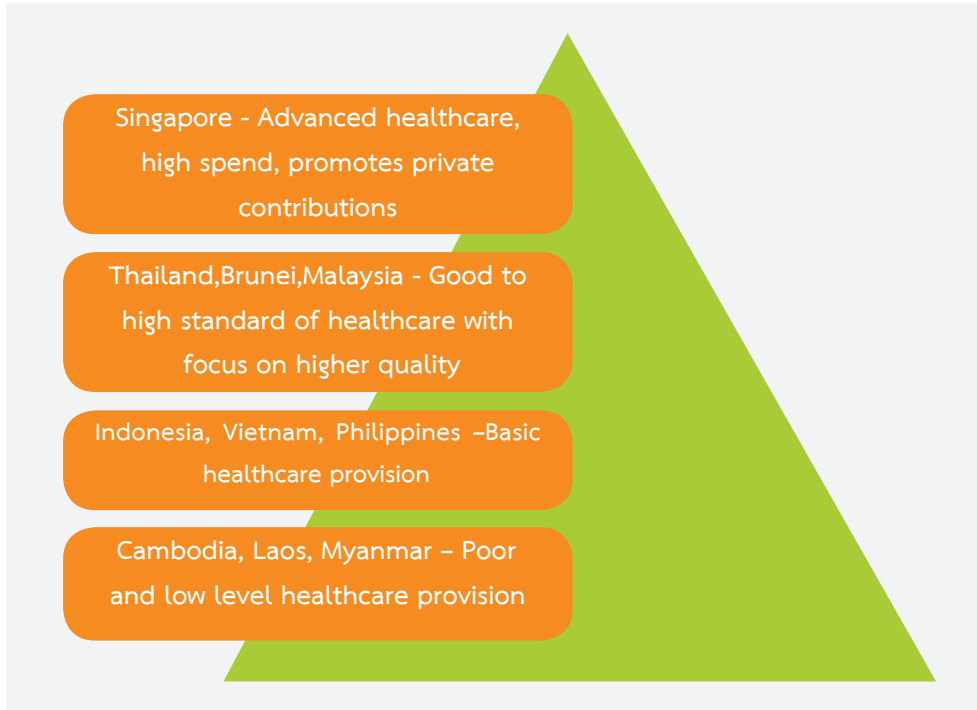 Singapore - Advanced healthcare,
high spend, promotes private
contributions
Thailand,Brunei,Malaysia - Good to
high standard of healthcare with
focus on higher quality
Indonesia, Vietnam, Philippines –Basic
healthcare provision
Cambodia, Laos, Myanmar – Poor
and low level healthcare provision